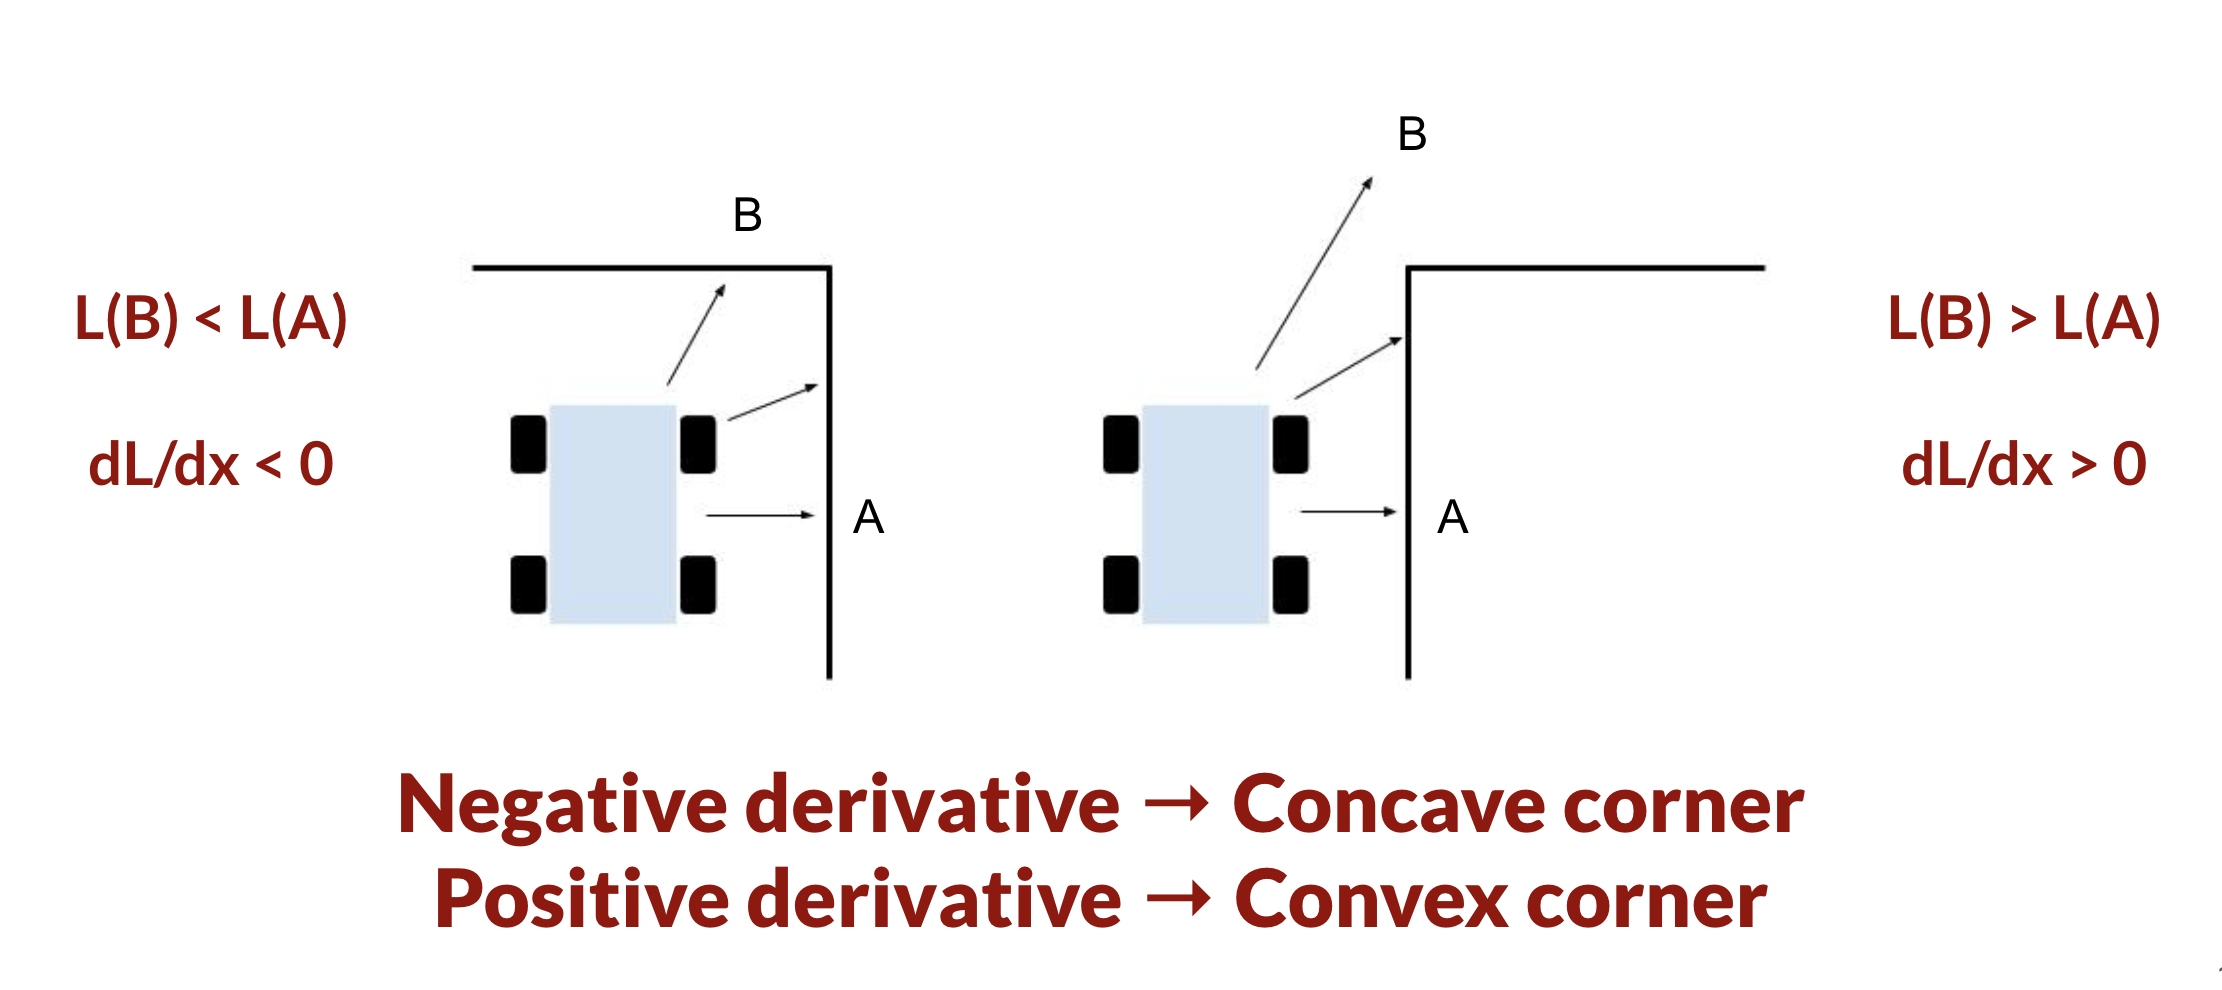 B
B
L(B) < L(A)
L(B) > L(A)
dL/dx < 0
dL/dx > 0
A
A
Negative derivative → Concave corner
Positive derivative → Convex corner